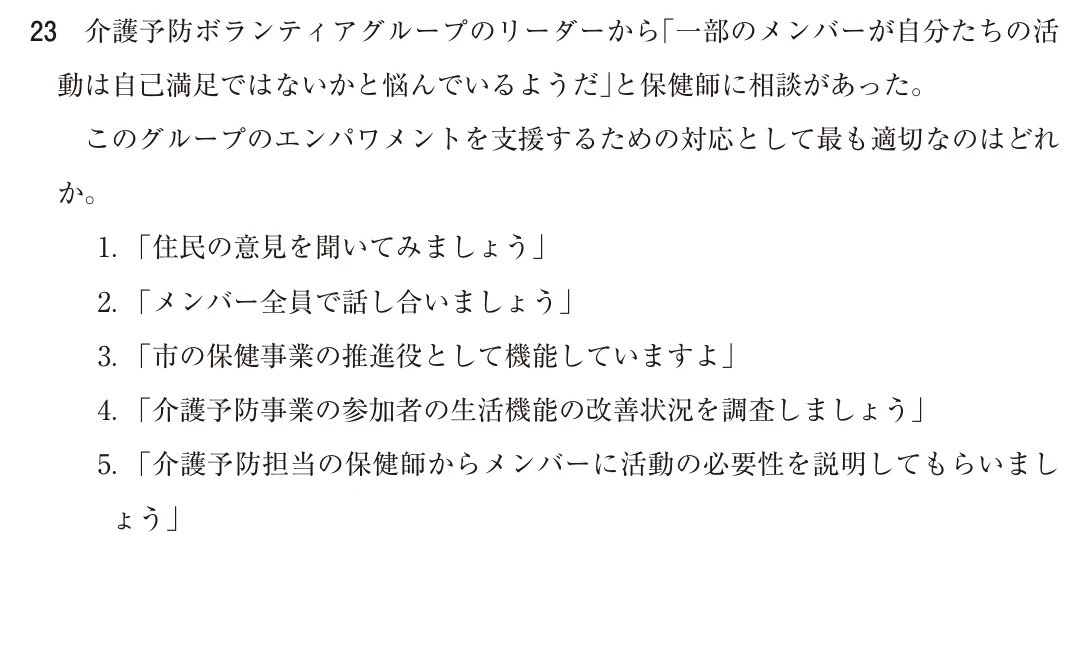 23 介護予防ボランティアグループのリーダーから「一部のメンバーが自分たちの活
動は自己満足ではないかと悩んでいるようだ」と保健師に相談があった。
このグループのエンパワメントを支援するための対応として最も適切なのはどれ
か。
1. 「住民の意見を聞いてみましょう」
2. 「メンバー全員で話し合いましょう」
3. 「市の保健事業の推進役として機能していますよ」
4. 「介護予防事業の参加者の生活機能の改善状況を調査しましょう」
5. 「介護予防担当の保健師からメンバーに活動の必要性を説明してもらいまし
ょう」